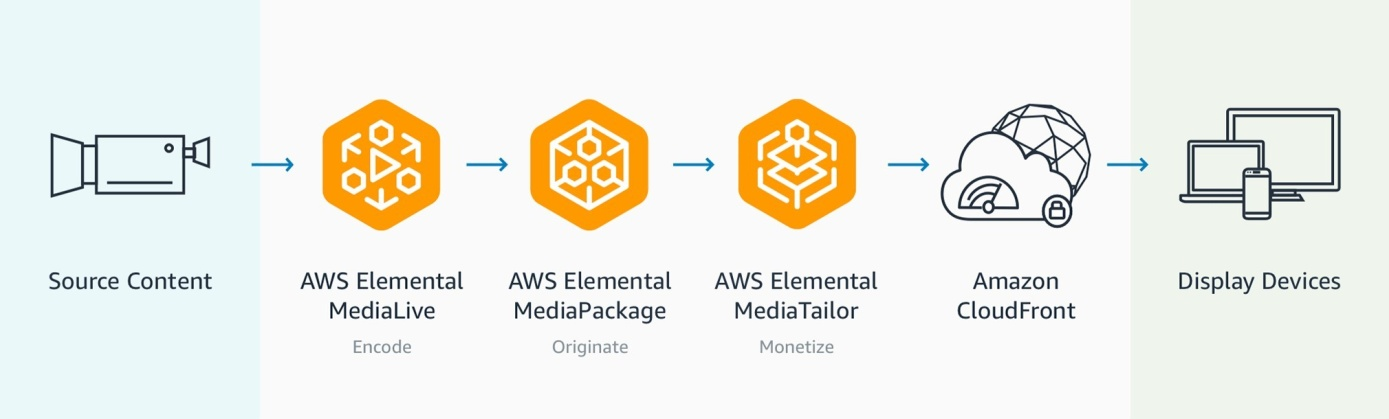 Source Content
AWS Elemental
MediaLive
Encode
AWS Elemental
MediaPackage
Originate
AWS Elemental
MediaTailor
Monetize
Amazon
CloudFront
Display Devices